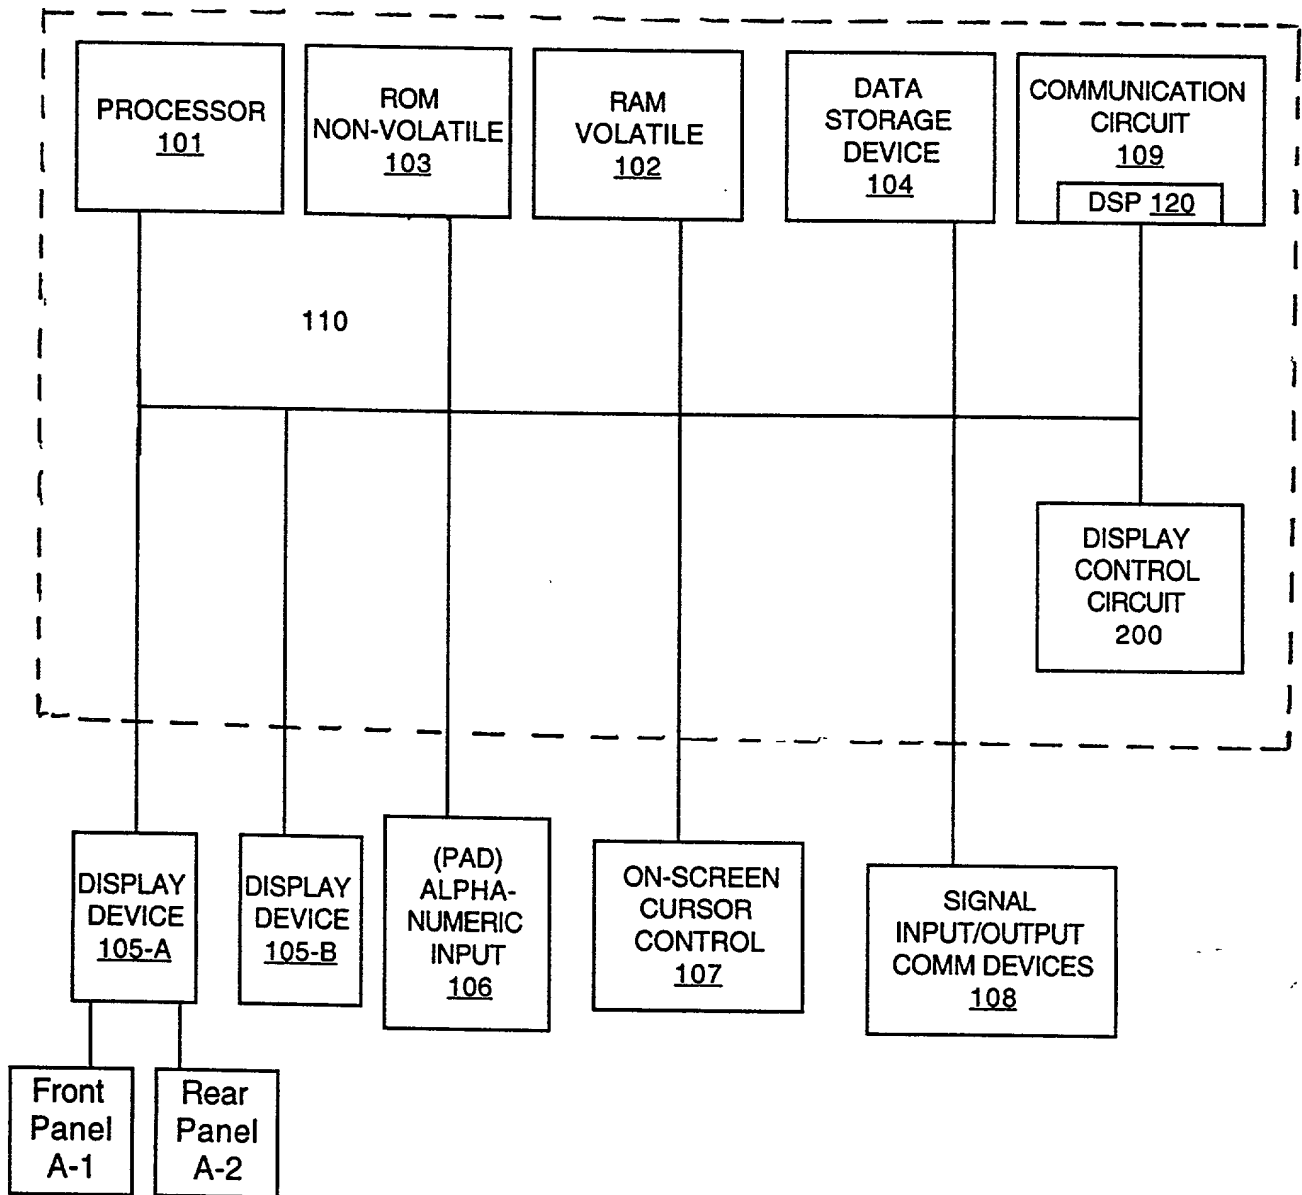 PROCESSOR
101
ROM
NON-VOLATILE
103
RAM
VOLATILE
102
DATA
STORAGE
DEVICE
104
COMMUNICATION
CIRCUIT
109
DSP 120
110
DISPLAY
CONTROL
CIRCUIT
200
DISPLAY
DEVICE
105-A
DISPLAY
DEVICE
105-B
(PAD)
ALPHA-
NUMERIC
INPUT
106
ON-SCREEN
CURSOR
CONTROL
107
SIGNAL
INPUT/OUTPUT
COMM DEVICES
108
Front
Panel
A-1
Rear
Panel
A-2